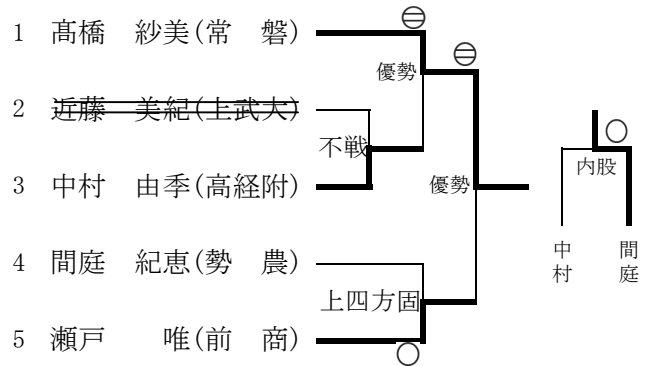 1 髙橋 紗美(常 磐)
優勢
2 近藤 美紀(上武大)
不戦
3 中村 由季(高経附)
優勢
内股
中村
間庭
4 間庭 紀恵(勢 農)
上四方固
5 瀬戸 唯(前 商)